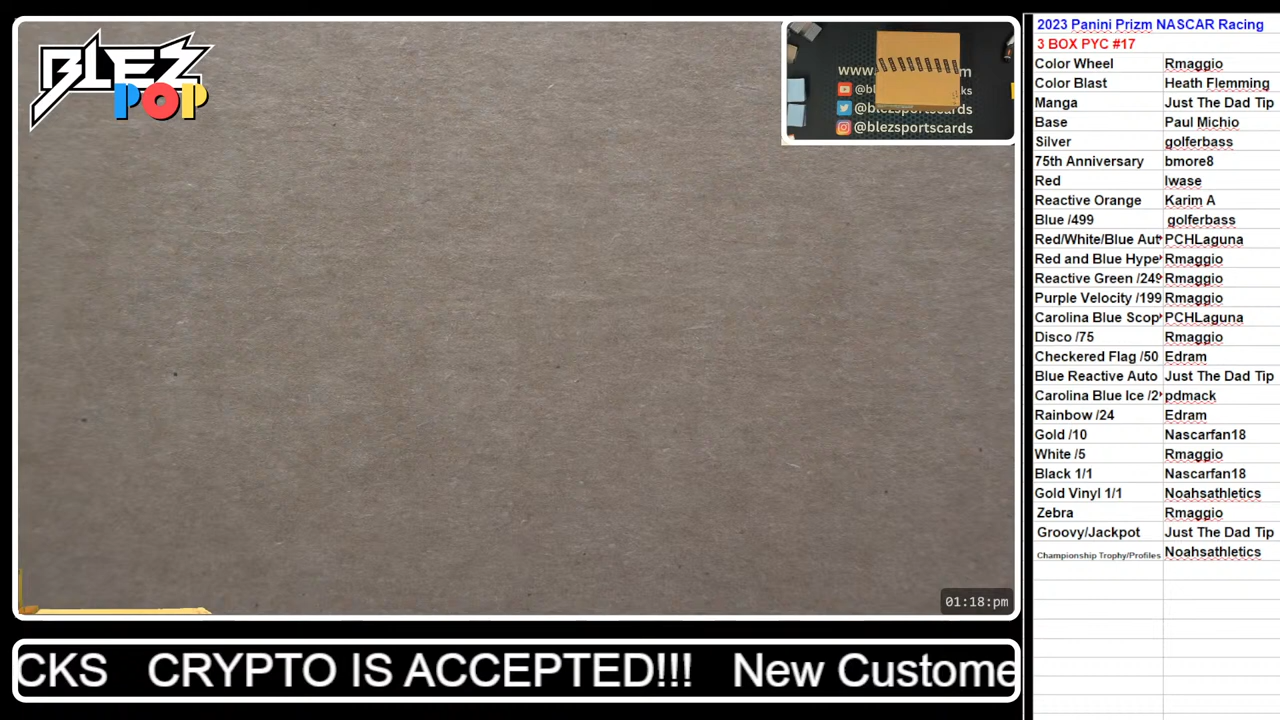 BLEZ
POP
www. m
@bl ks
@blezsportscards
@blezsportscards
01:18:pm
CKS CRYPTO IS ACCEPTED!!! New Custome
2023 Panini Prizm NASCAR Racing
3 BOX PYC #17
Color Wheel Rmaggio
Color Blast Heath Flemming
Manga Just The Dad Tip
Base Paul Michio
Silver golferbass
75th Anniversary bmore8
Red Iwase
Reactive Orange Karim A
Blue /499 golferbass
Red/White/Blue Aut PCHLaguna
Red and Blue Hype Rmaggio
Reactive Green /249 Rmaggio
Purple Velocity /199 Rmaggio
Carolina Blue Scop PCHLaguna
Disco /75 Rmaggio
Checkered Flag /50 Edram
Blue Reactive Auto Just The Dad Tip
Carolina Blue Ice /2 pdmack
Rainbow /24 Edram
Gold /10 Nascarfan18
White /5 Rmaggio
Black 1/1 Nascarfan18
Gold Vinyl 1/1 Noahsathletics
Zebra Rmaggio
Groovy/Jackpot Just The Dad Tip
Championship Trophy/Profiles Noahsathletics